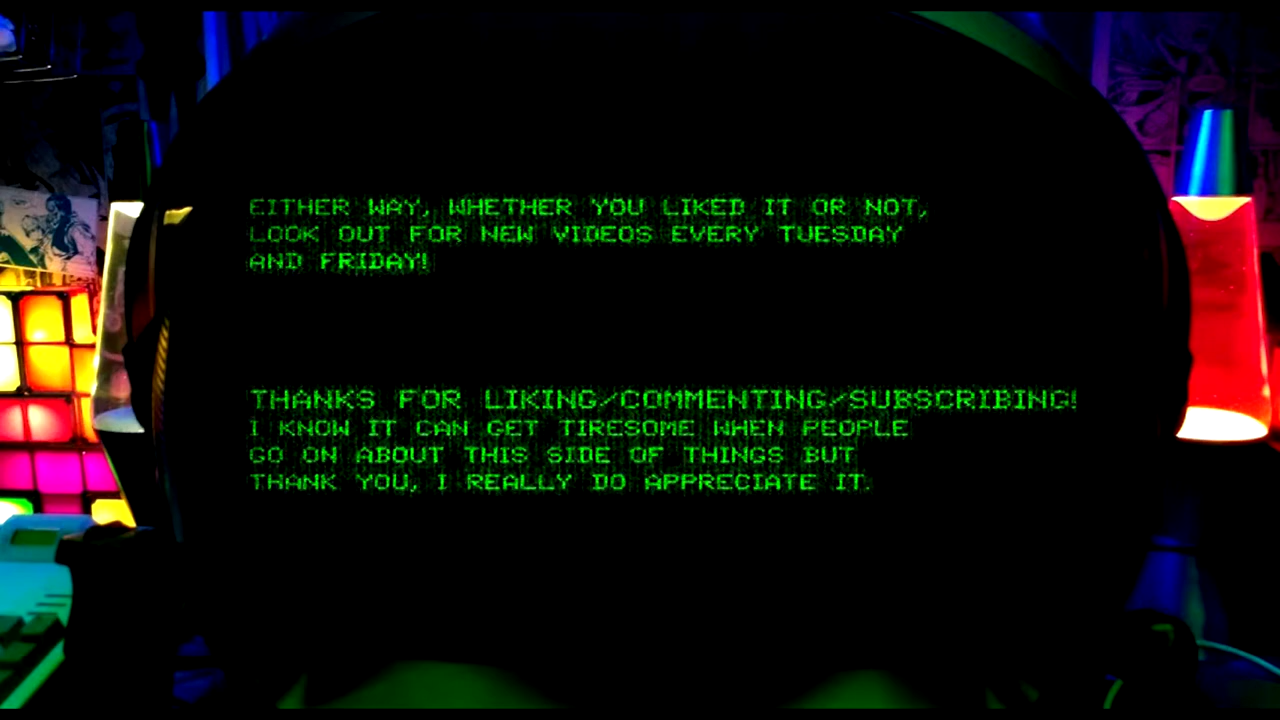 EITHER WAY, WHETHER YOU LIKED IT OR NOT,
LOOK OUT FOR NEW VIDEOS EVERY TUESDAY
AND FRIDAY!
THANKS FOR LIKING/COMMENTING/SUBSCRIBING!
I KNOW IT CAN GET TIRESOME WHEN PEOPLE
GO ON ABOUT THIS SIDE OF THINGS BUT
THANK YOU, I REALLY DO APPRECIATE IT.